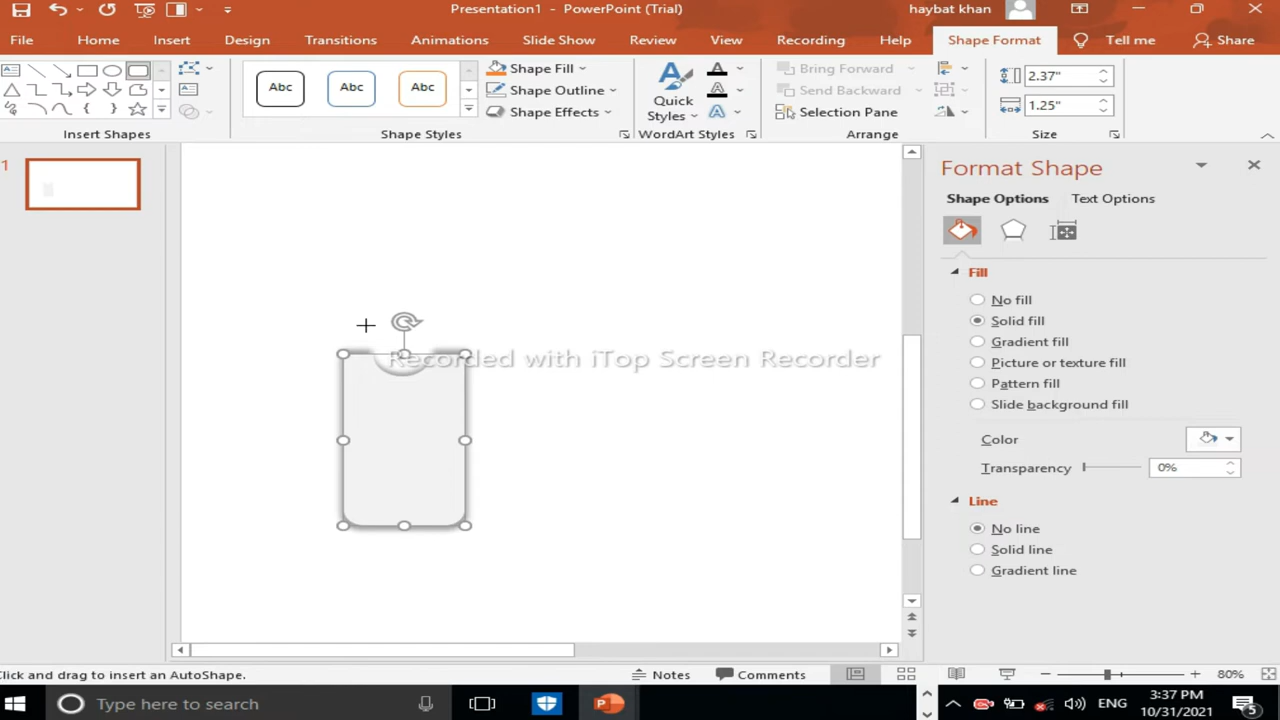 Presentation1 - PowerPoint (Trial)
haybat khan
File Home Insert Design Transitions Animations Slide Show Review View Recording Help Shape Format Tell me Share
Abc Abc Abc
Shape Fill
Shape Outline
Shape Effects
Quick Styles
Bring Forward
Send Backward
Selection Pane
2.37"
1.25"
Insert Shapes Shape Styles WordArt Styles Arrange Size
1
Format Shape
Shape Options Text Options
Fill
No fill
Solid fill
Gradient fill
Picture or texture fill
Pattern fill
Slide background fill
Color
Transparency 0%
Line
No line
Solid line
Gradient line
Recorded with iTop Screen Recorder
Click and drag to insert an AutoShape.
Notes Comments 80%
Type here to search
ENG
3:37 PM
10/31/2021
5